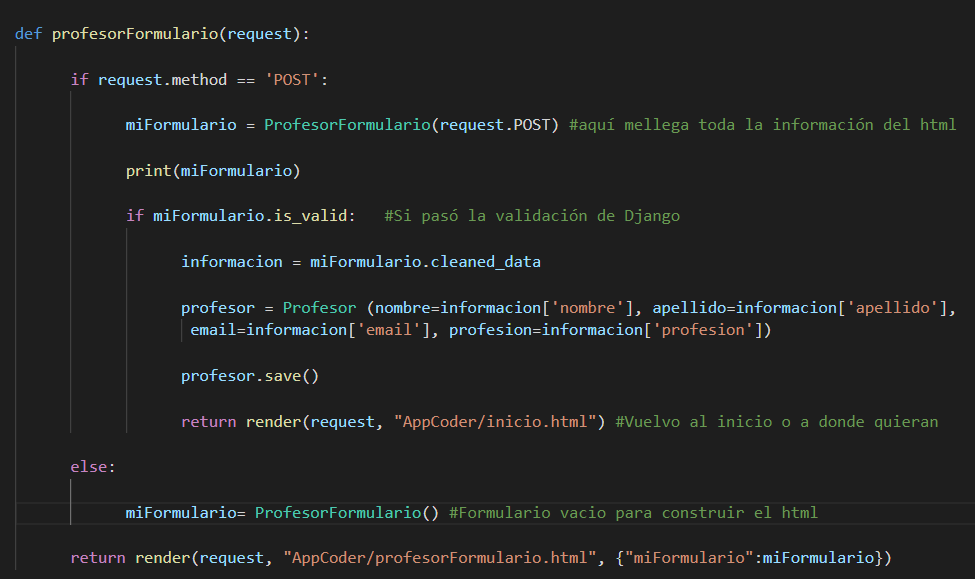 def profesorFormulario(request):
if request.method == 'POST':
miFormulario = ProfesorFormulario(request.POST) #aquí mellega toda la información del html
print(miFormulario)
if miFormulario.is_valid:   #Si pasó la validación de Django
informacion = miFormulario.cleaned_data
profesor = Profesor (nombre=informacion['nombre'], apellido=informacion['apellido'],
email=informacion['email'], profesion=informacion['profesion'])
profesor.save()
return render(request, "AppCoder/inicio.html") #Vuelvo al inicio o a donde quieran
else:
miFormulario= ProfesorFormulario() #Formulario vacio para construir el html
return render(request, "AppCoder/profesorFormulario.html", {"miFormulario":miFormulario})